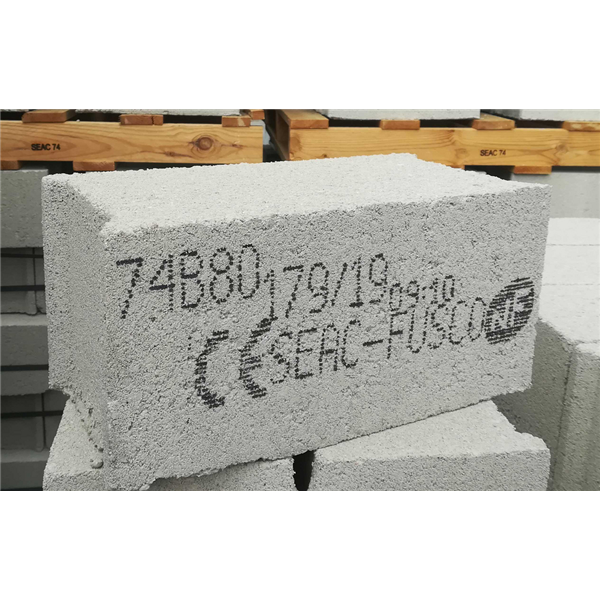 SEAC 74
SEAC 74
74B80 179/19 09:10
CE SEAC-FUSCO NF